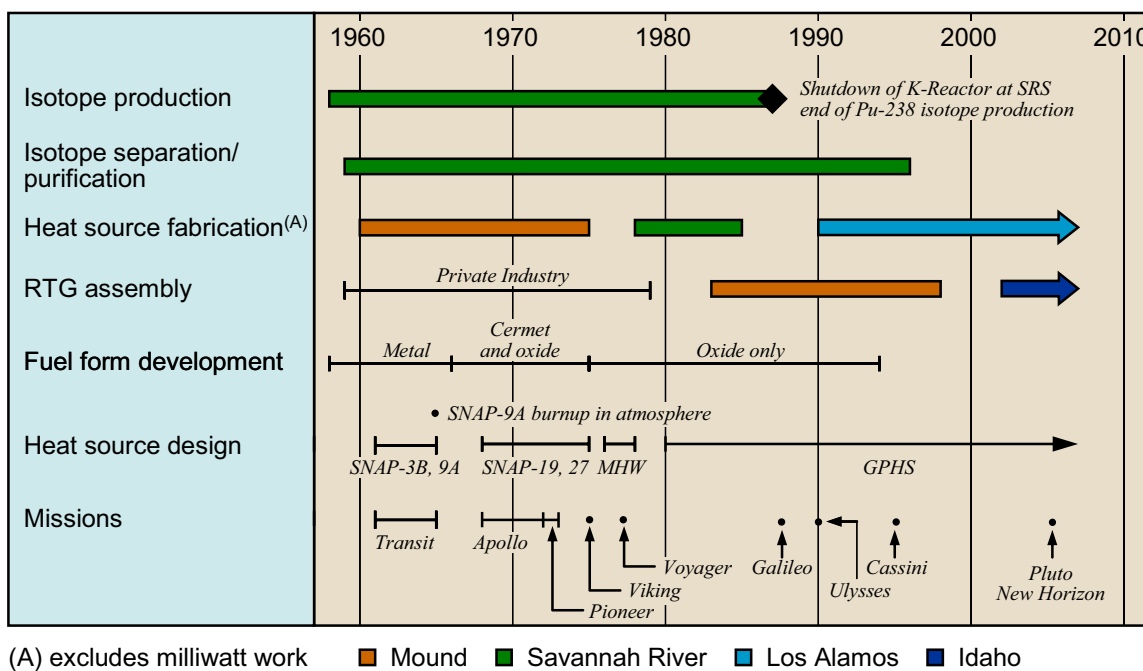 1960 1970 1980 1990 2000 2010
Isotope production
Shutdown of K-Reactor at SRS
end of Pu-238 isotope production
Isotope separation/
purification
Heat source fabrication(A)
RTG assembly
Private Industry
Fuel form development
Metal
Cermet
and oxide
Oxide only
SNAP-9A burnup in atmosphere
Heat source design
SNAP-3B, 9A
SNAP-19, 27
MHW
GPHS
Missions
Transit
Apollo
Voyager
Viking
Pioneer
Galileo
Ulysses
Cassini
Pluto
New Horizon
(A) excludes milliwatt work
Mound
Savannah River
Los Alamos
Idaho